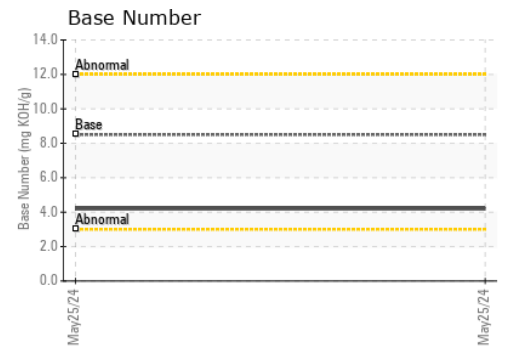 Base Number
Base Number (mg KOH/g)
14.0
12.0
10.0
8.0
6.0
4.0
2.0
0.0
Abnormal
Base
Abnormal
May25/24
May25/24